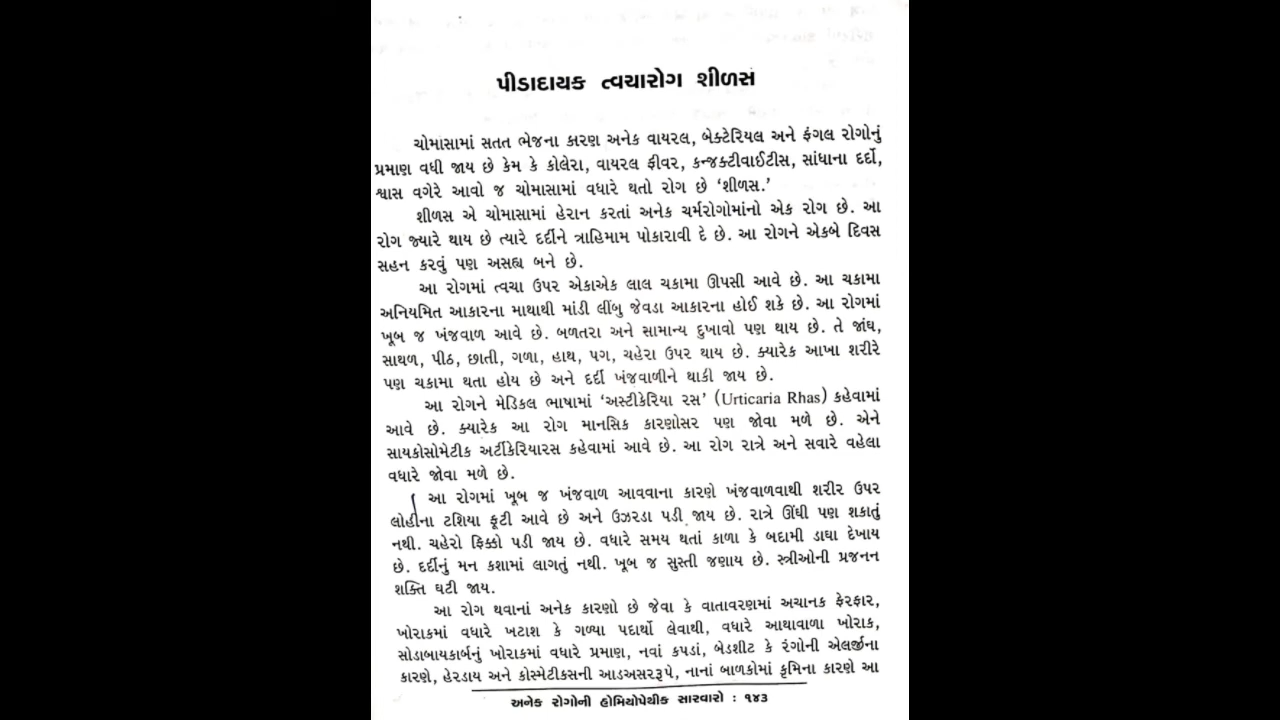 પીડાદાયક ત્વચારોગ શીળસ
ચોમાસામાં સતત ભેજના કારણ અનેક વાયરલ, બેક્ટેરિયલ અને ફંગલ રોગોનું
પ્રમાણ વધી જાય છે કેમ કે કોલેરા, વાયરલ ફીવર, કન્જક્ટીવાઈટીસ, સાંધાના દર્દો,
શ્વાસ વગેરે આવો જ ચોમાસામાં વધારે થતો રોગ છે ‘શીળસ.’
શીળસ એ ચોમાસામાં હેરાન કરતાં અનેક ચર્મરોગોમાંનો એક રોગ છે. આ
રોગ જ્યારે થાય છે ત્યારે દર્દીને ત્રાહિમામ પોકારાવી દે છે. આ રોગને એકબે દિવસ
સહન કરવું પણ અસહ્ય બને છે.
આ રોગમાં ત્વચા ઉપર એકાએક લાલ ચકામા ઊપસી આવે છે. આ ચકામા
અનિયમિત આકારના માથાથી માંડી લીંબુ જેવડા આકારના હોઈ શકે છે. આ રોગમાં
ખૂબ જ ખંજવાળ આવે છે. બળતરા અને સામાન્ય દુખાવો પણ થાય છે. તે જાંઘ,
સાથળ, પીઠ, છાતી, ગળા, હાથ, પગ, ચહેરા ઉપર થાય છે. ક્યારેક આખા શરીરે
પણ ચકામા થતા હોય છે અને દર્દી ખંજવાળીને થાકી જાય છે.
આ રોગને મેડિકલ ભાષામાં ‘અસ્ટીકેરિયા રસ’ (Urticaria Rhas) કહેવામાં
આવે છે. ક્યારેક આ રોગ માનસિક કારણોસર પણ જોવા મળે છે. એને
સાયકોસોમેટીક અર્ટીકેરિયારસ કહેવામાં આવે છે. આ રોગ રાત્રે અને સવારે વહેલા
વધારે જોવા મળે છે.
આ રોગમાં ખૂબ જ ખંજવાળ આવવાના કારણે ખંજવાળવાથી શરીર ઉપર
લોહીના ટશિયા ફૂટી આવે છે અને ઉઝરડા પડી જાય છે. રાત્રે ઊંઘી પણ શકાતું
નથી. ચહેરો ફિક્કો પડી જાય છે. વધારે સમય થતાં કાળા કે બદામી ડાઘા દેખાય
છે. દર્દીનું મન કશામાં લાગતું નથી. ખૂબ જ સુસ્તી જણાય છે. સ્ત્રીઓની પ્રજનન
શક્તિ ઘટી જાય.
આ રોગ થવાનાં અનેક કારણો છે જેવા કે વાતાવરણમાં અચાનક ફેરફાર,
ખોરાકમાં વધારે ખટાશ કે ગળ્યા પદાર્થો લેવાથી, વધારે આથાવાળા ખોરાક,
સોડાબાયકાર્બનું ખોરાકમાં વધારે પ્રમાણ, નવાં કપડાં, બેડશીટ કે રંગોની એલર્જીના
કારણે, હેરડાય અને કોસ્મેટીકસની આડઅસરરૂપે, નાનાં બાળકોમાં કૃમિના કારણે આ
અનેક રોગોની હોમિયોપેથીક સારવારો : ૧૪૩